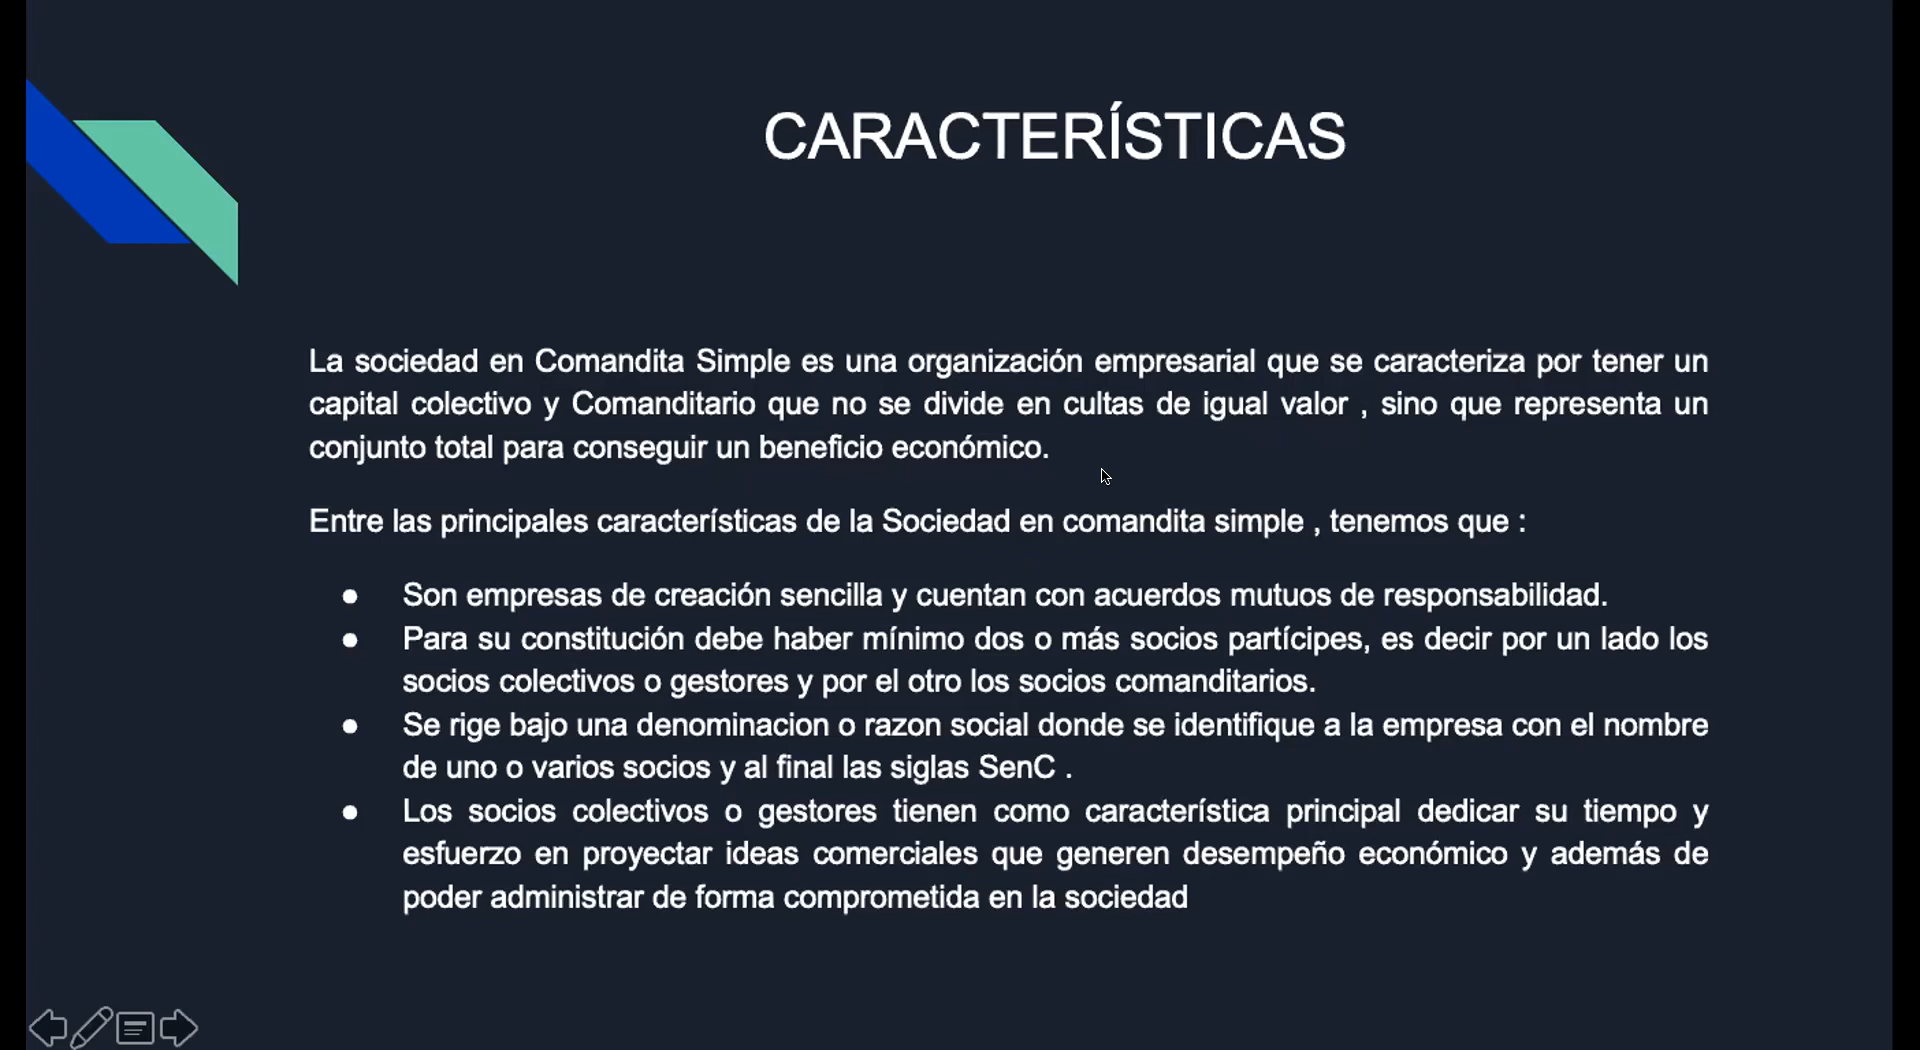 CARACTERÍSTICAS
La sociedad en Comandita Simple es una organización empresarial que se caracteriza por tener un
capital colectivo y Comanditario que no se divide en cultas de igual valor , sino que representa un
conjunto total para conseguir un beneficio económico.
Entre las principales características de la Sociedad en comandita simple , tenemos que :
● Son empresas de creación sencilla y cuentan con acuerdos mutuos de responsabilidad.
● Para su constitución debe haber mínimo dos o más socios partícipes, es decir por un lado los
socios colectivos o gestores y por el otro los socios comanditarios.
● Se rige bajo una denominacion o razon social donde se identifique a la empresa con el nombre
de uno o varios socios y al final las siglas SenC .
● Los socios colectivos o gestores tienen como característica principal dedicar su tiempo y
esfuerzo en proyectar ideas comerciales que generen desempeño económico y además de
poder administrar de forma comprometida en la sociedad